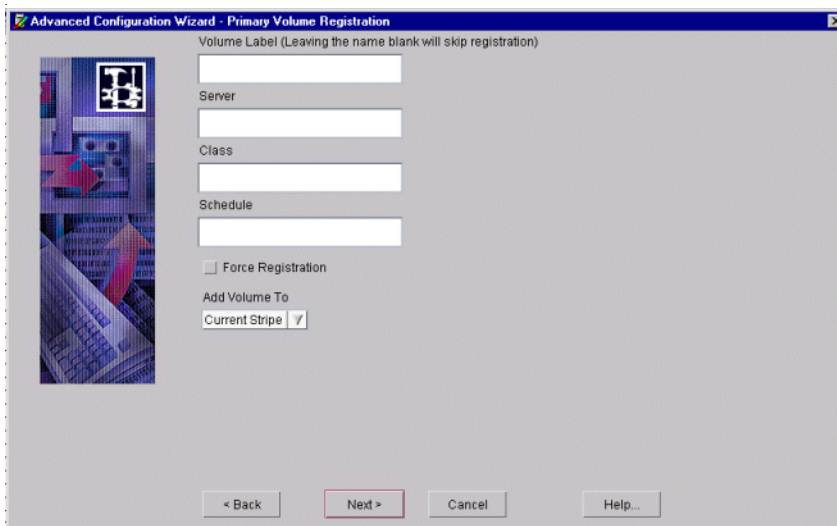 Advanced Configuration Wizard - Primary Volume Registration
Volume Label (Leaving the name blank will skip registration)
Server
Class
Schedule
Force Registration
Add Volume To
Current Stripe
< Back Next > Cancel Help...